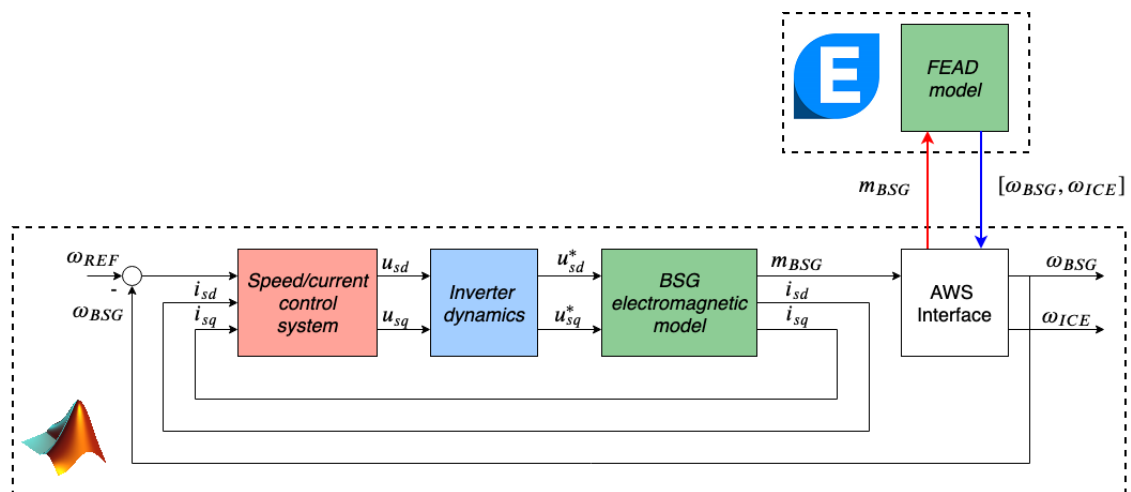 E
FEAD
model
m_BSG
[ω_BSG, ω_ICE]
ω_REF
-
ω_BSG
i_sd
i_sq
Speed/current
control
system
u_sd
u_sq
Inverter
dynamics
u*_sd
u*_sq
BSG
electromagnetic
model
m_BSG
i_sd
i_sq
AWS
Interface
ω_BSG
ω_ICE